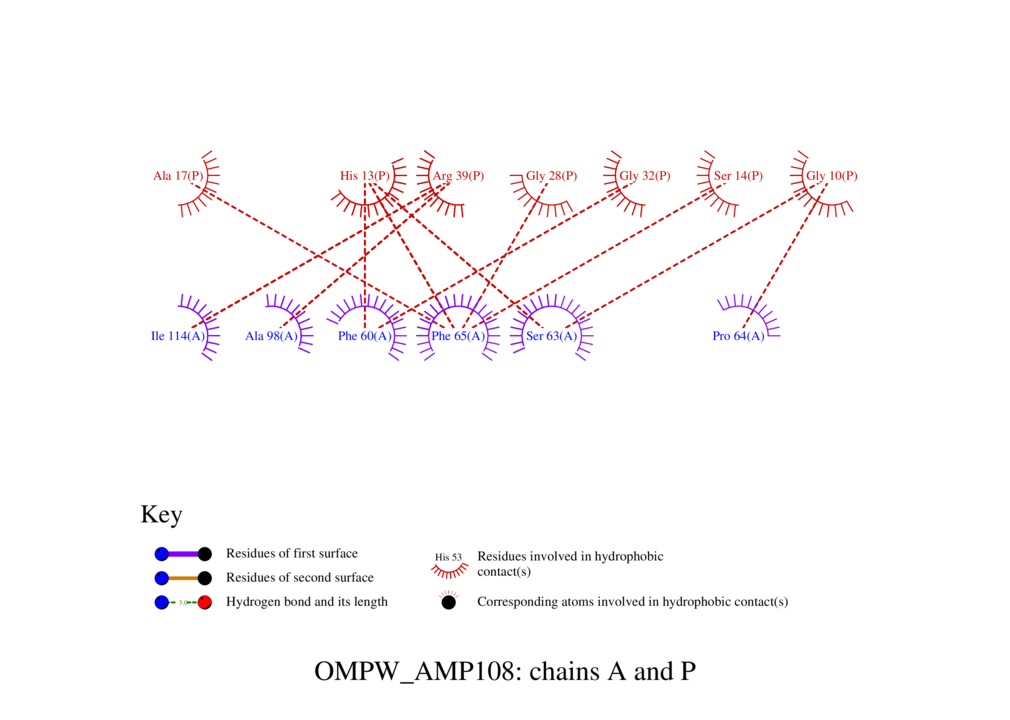 Ala 17(P) His 13(P) Arg 39(P) Gly 28(P) Gly 32(P) Ser 14(P) Gly 10(P)
Ile 114(A) Ala 98(A) Phe 60(A) Phe 65(A) Ser 63(A) Pro 64(A)
Key
Residues of first surface
Residues of second surface
3.0
Hydrogen bond and its length
His 53
Residues involved in hydrophobic
contact(s)
Corresponding atoms involved in hydrophobic contact(s)
OMPW_AMP108: chains A and P